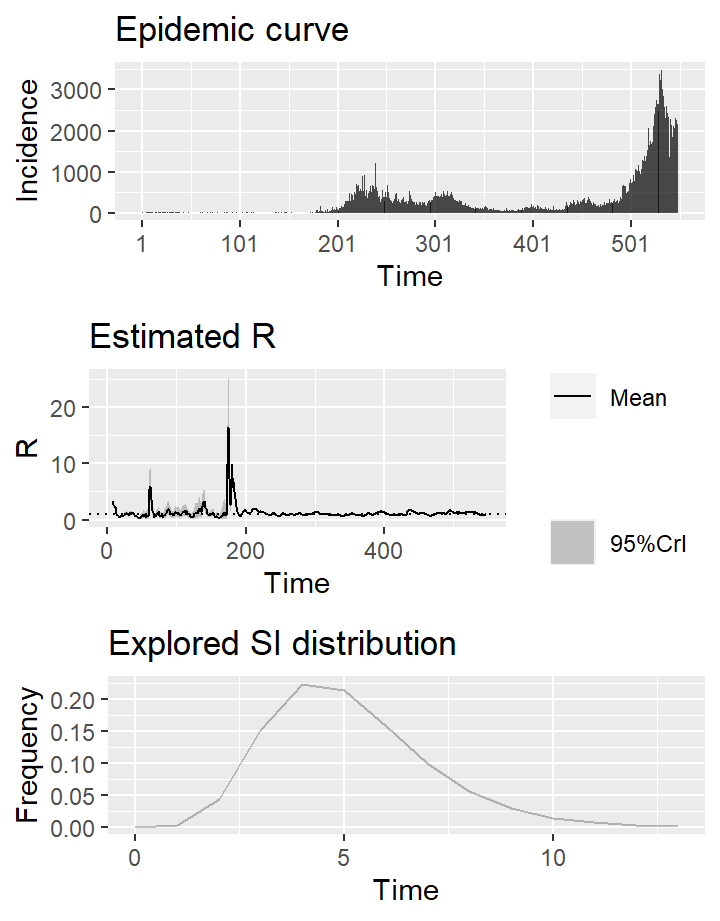 Epidemic curve
3000
2000
1000
0
Incidence
1 101 201 301 401 501
Time
Estimated R
20
10
0
R
0 200 400
Time
Mean
95%CrI
Explored SI distribution
0.20
0.15
0.10
0.05
0.00
Frequency
0 5 10
Time